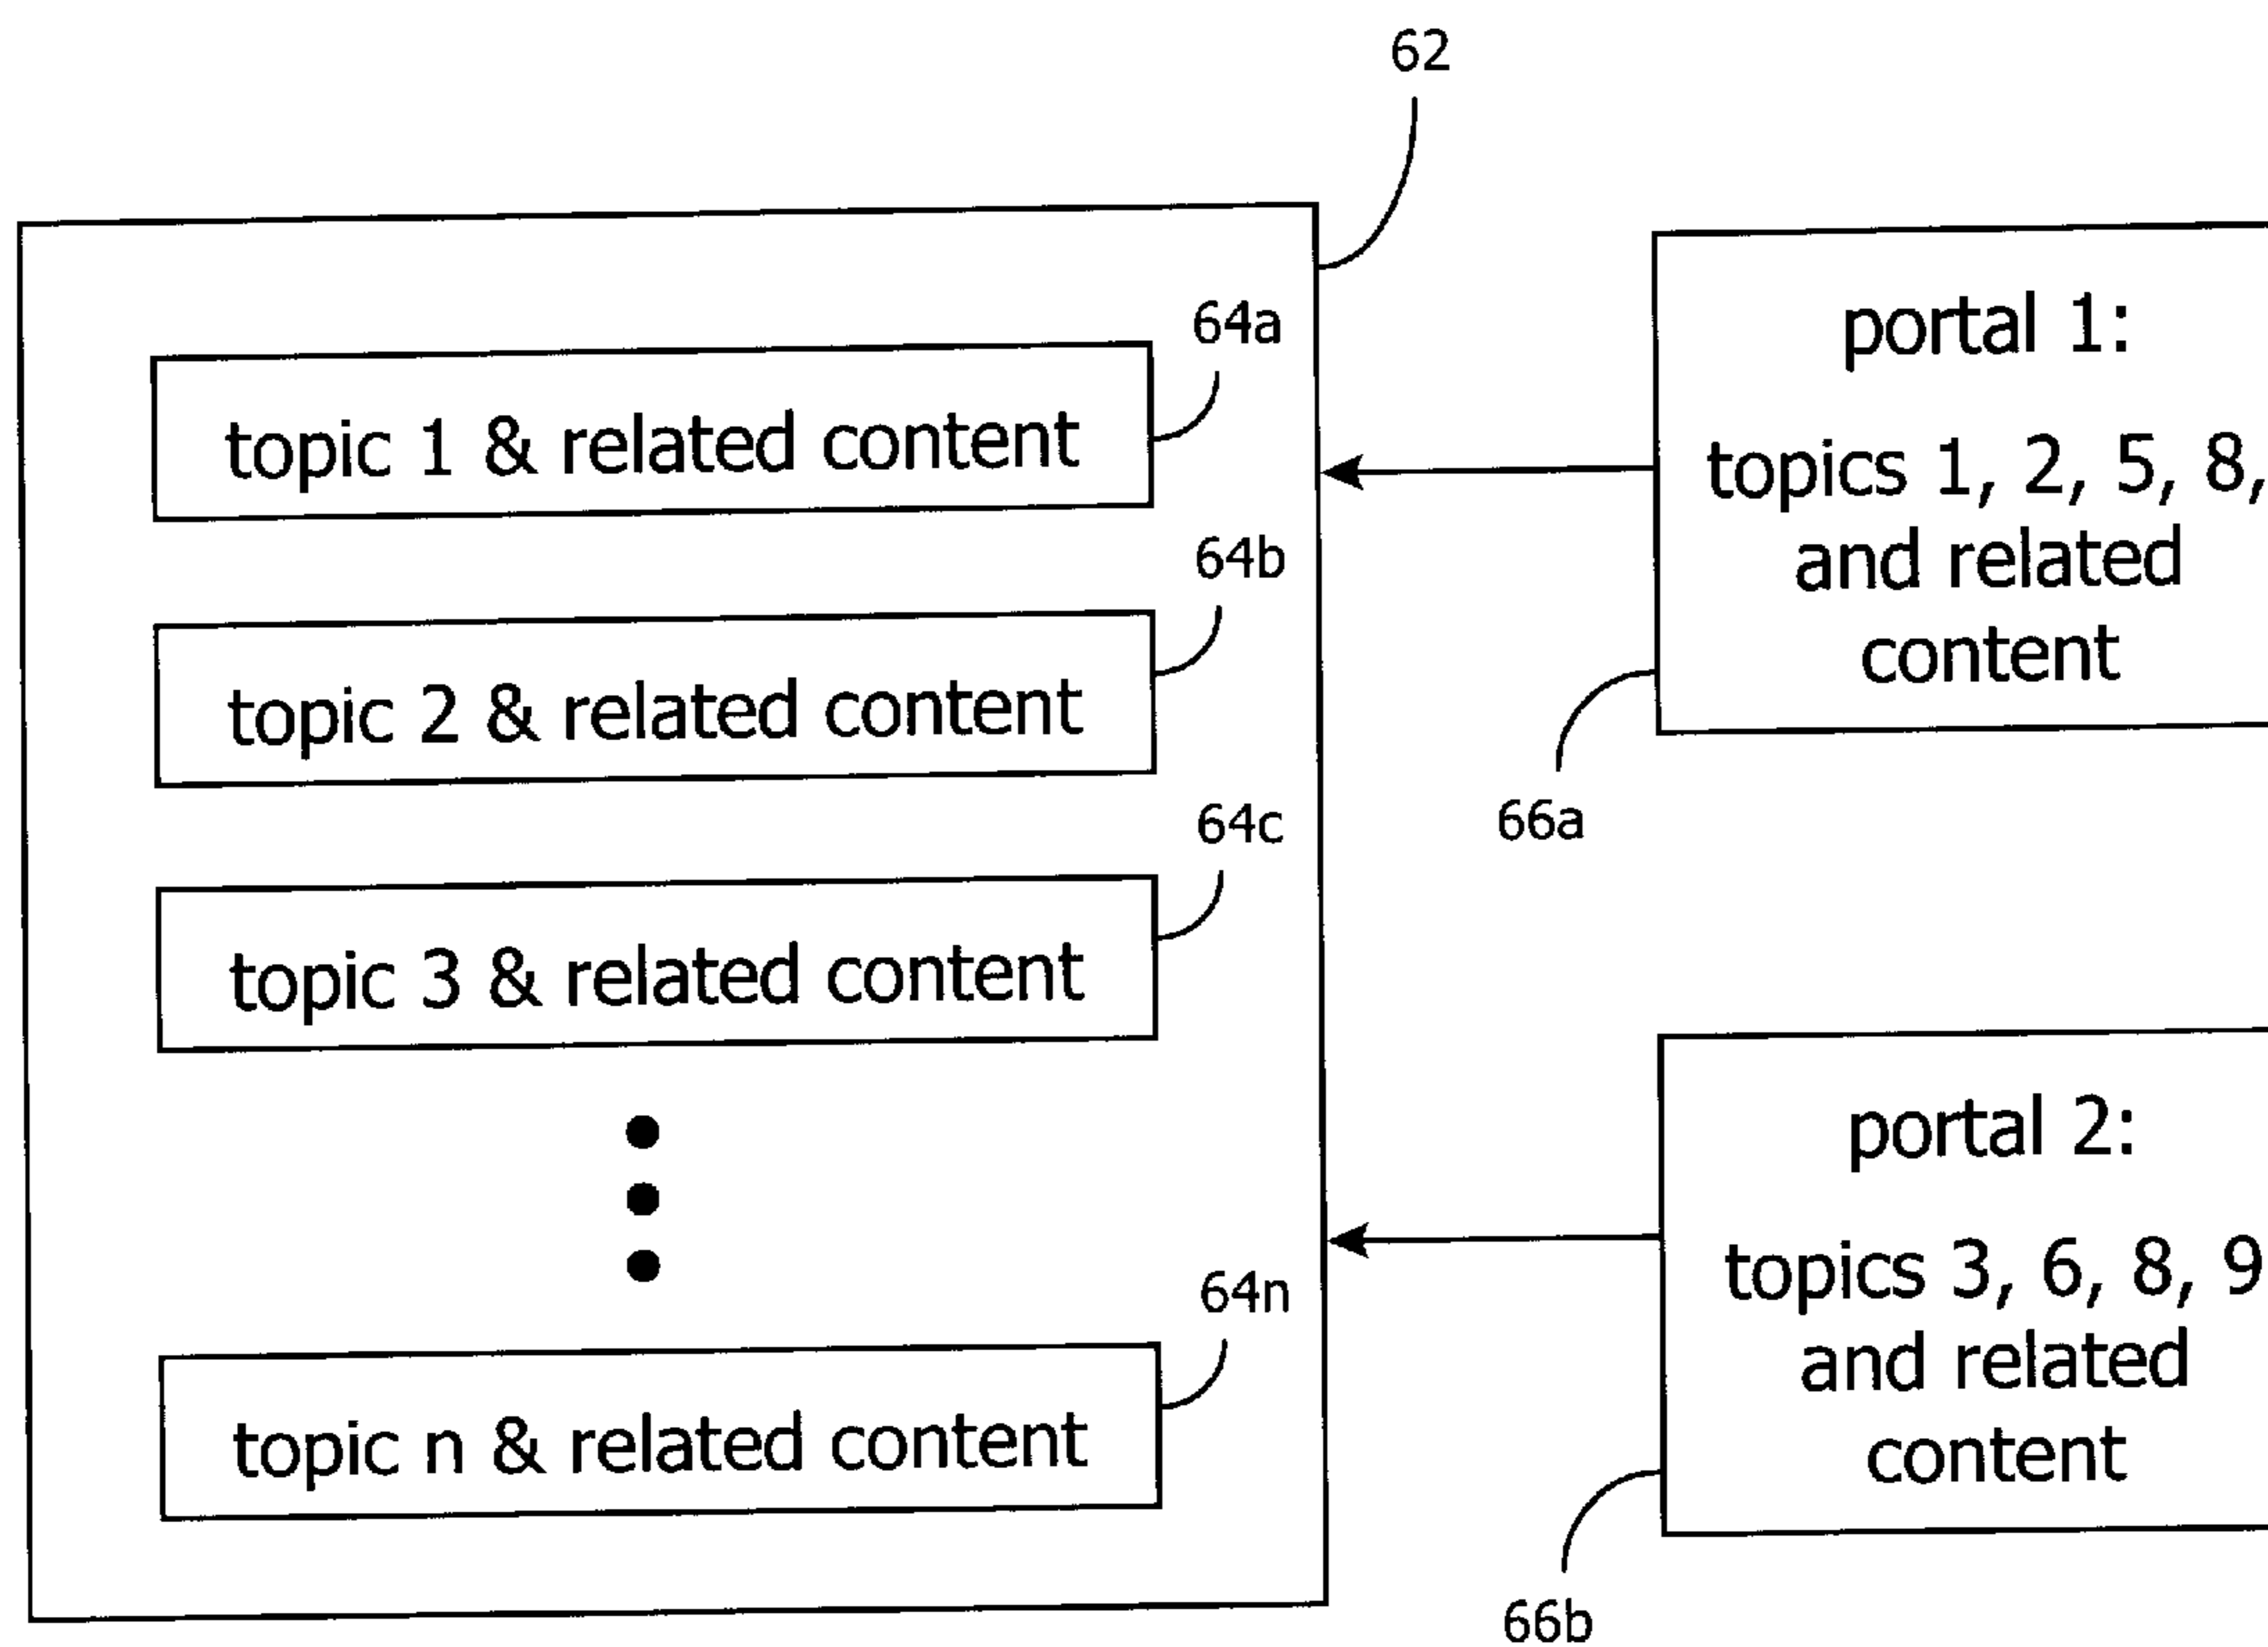 62
64a
topic 1 & related content
64b
topic 2 & related content
64c
topic 3 & related content
64n
topic n & related content
portal 1:
topics 1, 2, 5, 8,
and related
content
66a
portal 2:
topics 3, 6, 8, 9
and related
content
66b